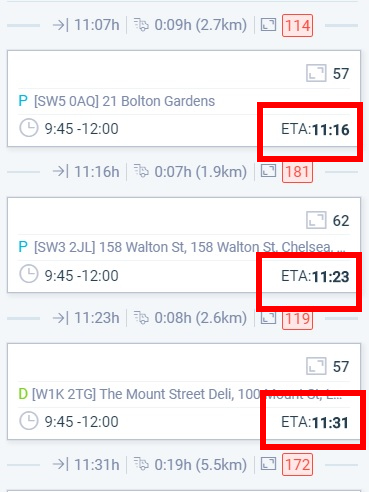 11:07h 0:09h (2.7km) 114
57
P [SW5 0AQ] 21 Bolton Gardens
9:45 -12:00 ETA:11:16
11:16h 0:07h (1.9km) 181
62
P [SW3 2JL] 158 Walton St, 158 Walton St, Chelsea, ...
9:45 -12:00 ETA:11:23
11:23h 0:08h (2.6km) 119
57
D [W1K 2TG] The Mount Street Deli, 100 Mount St, L...
9:45 -12:00 ETA:11:31
11:31h 0:19h (5.5km) 172